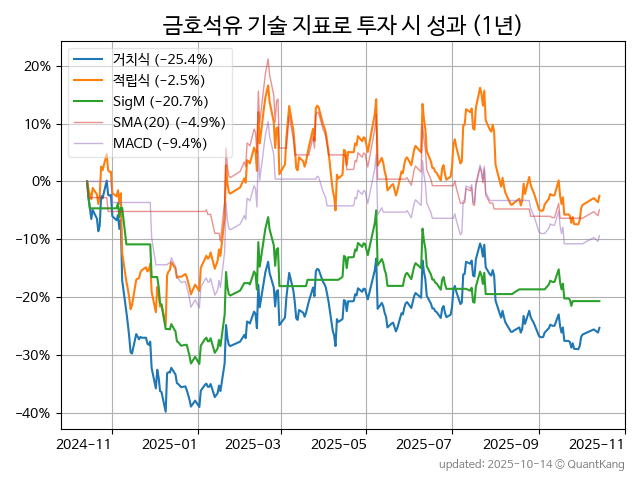 금호석유 기술 지표로 투자 시 성과 (1년)
거치식 (−25.4%)
적립식 (−2.5%)
SigM (−20.7%)
SMA(20) (−4.9%)
MACD (−9.4%)
20%
10%
0%
−10%
−20%
−30%
−40%
2024-11
2025-01
2025-03
2025-05
2025-07
2025-09
2025-11
updated: 2025-10-14 © QuantKang